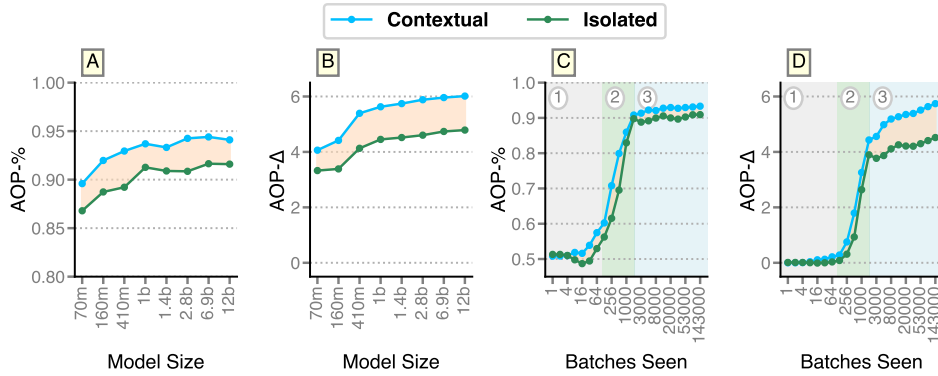 Contextual Isolated
A
B
C
D
AOP-%
1.00
0.95
0.90
0.85
0.80
70m
160m
410m
1b
1.4b
2.8b
6.9b
12b
Model Size
AOP-Δ
6
4
2
0
70m
160m
410m
1b
1.4b
2.8b
6.9b
12b
Model Size
AOP-%
1.0
0.9
0.8
0.7
0.6
0.5
1 2 3
1
4
16
64
256
1000
3000
8000
20000
53000
143000
Batches Seen
AOP-Δ
6
4
2
0
1 2 3
1
4
16
64
256
1000
3000
8000
20000
53000
143000
Batches Seen